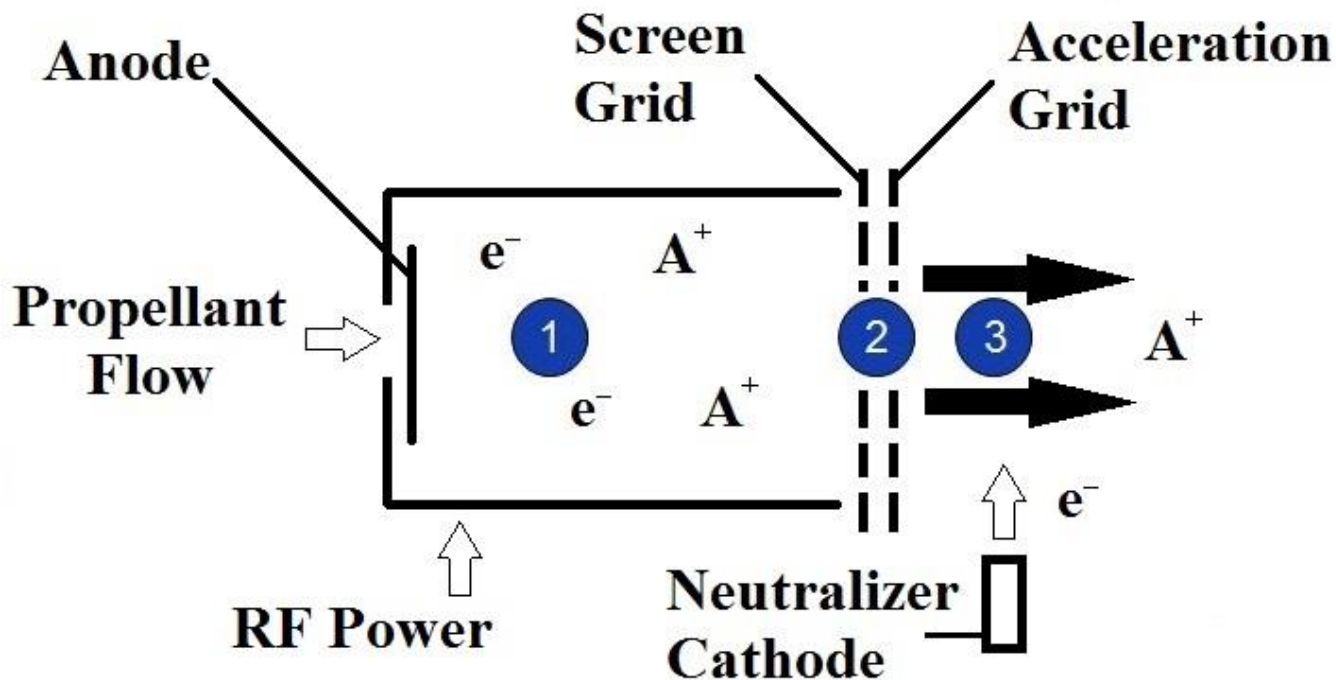 Anode
Screen
Grid
Acceleration
Grid
Propellant
Flow
e⁻
A⁺
1
2
3
A⁺
e⁻
A⁺
e⁻
RF Power
Neutralizer
Cathode